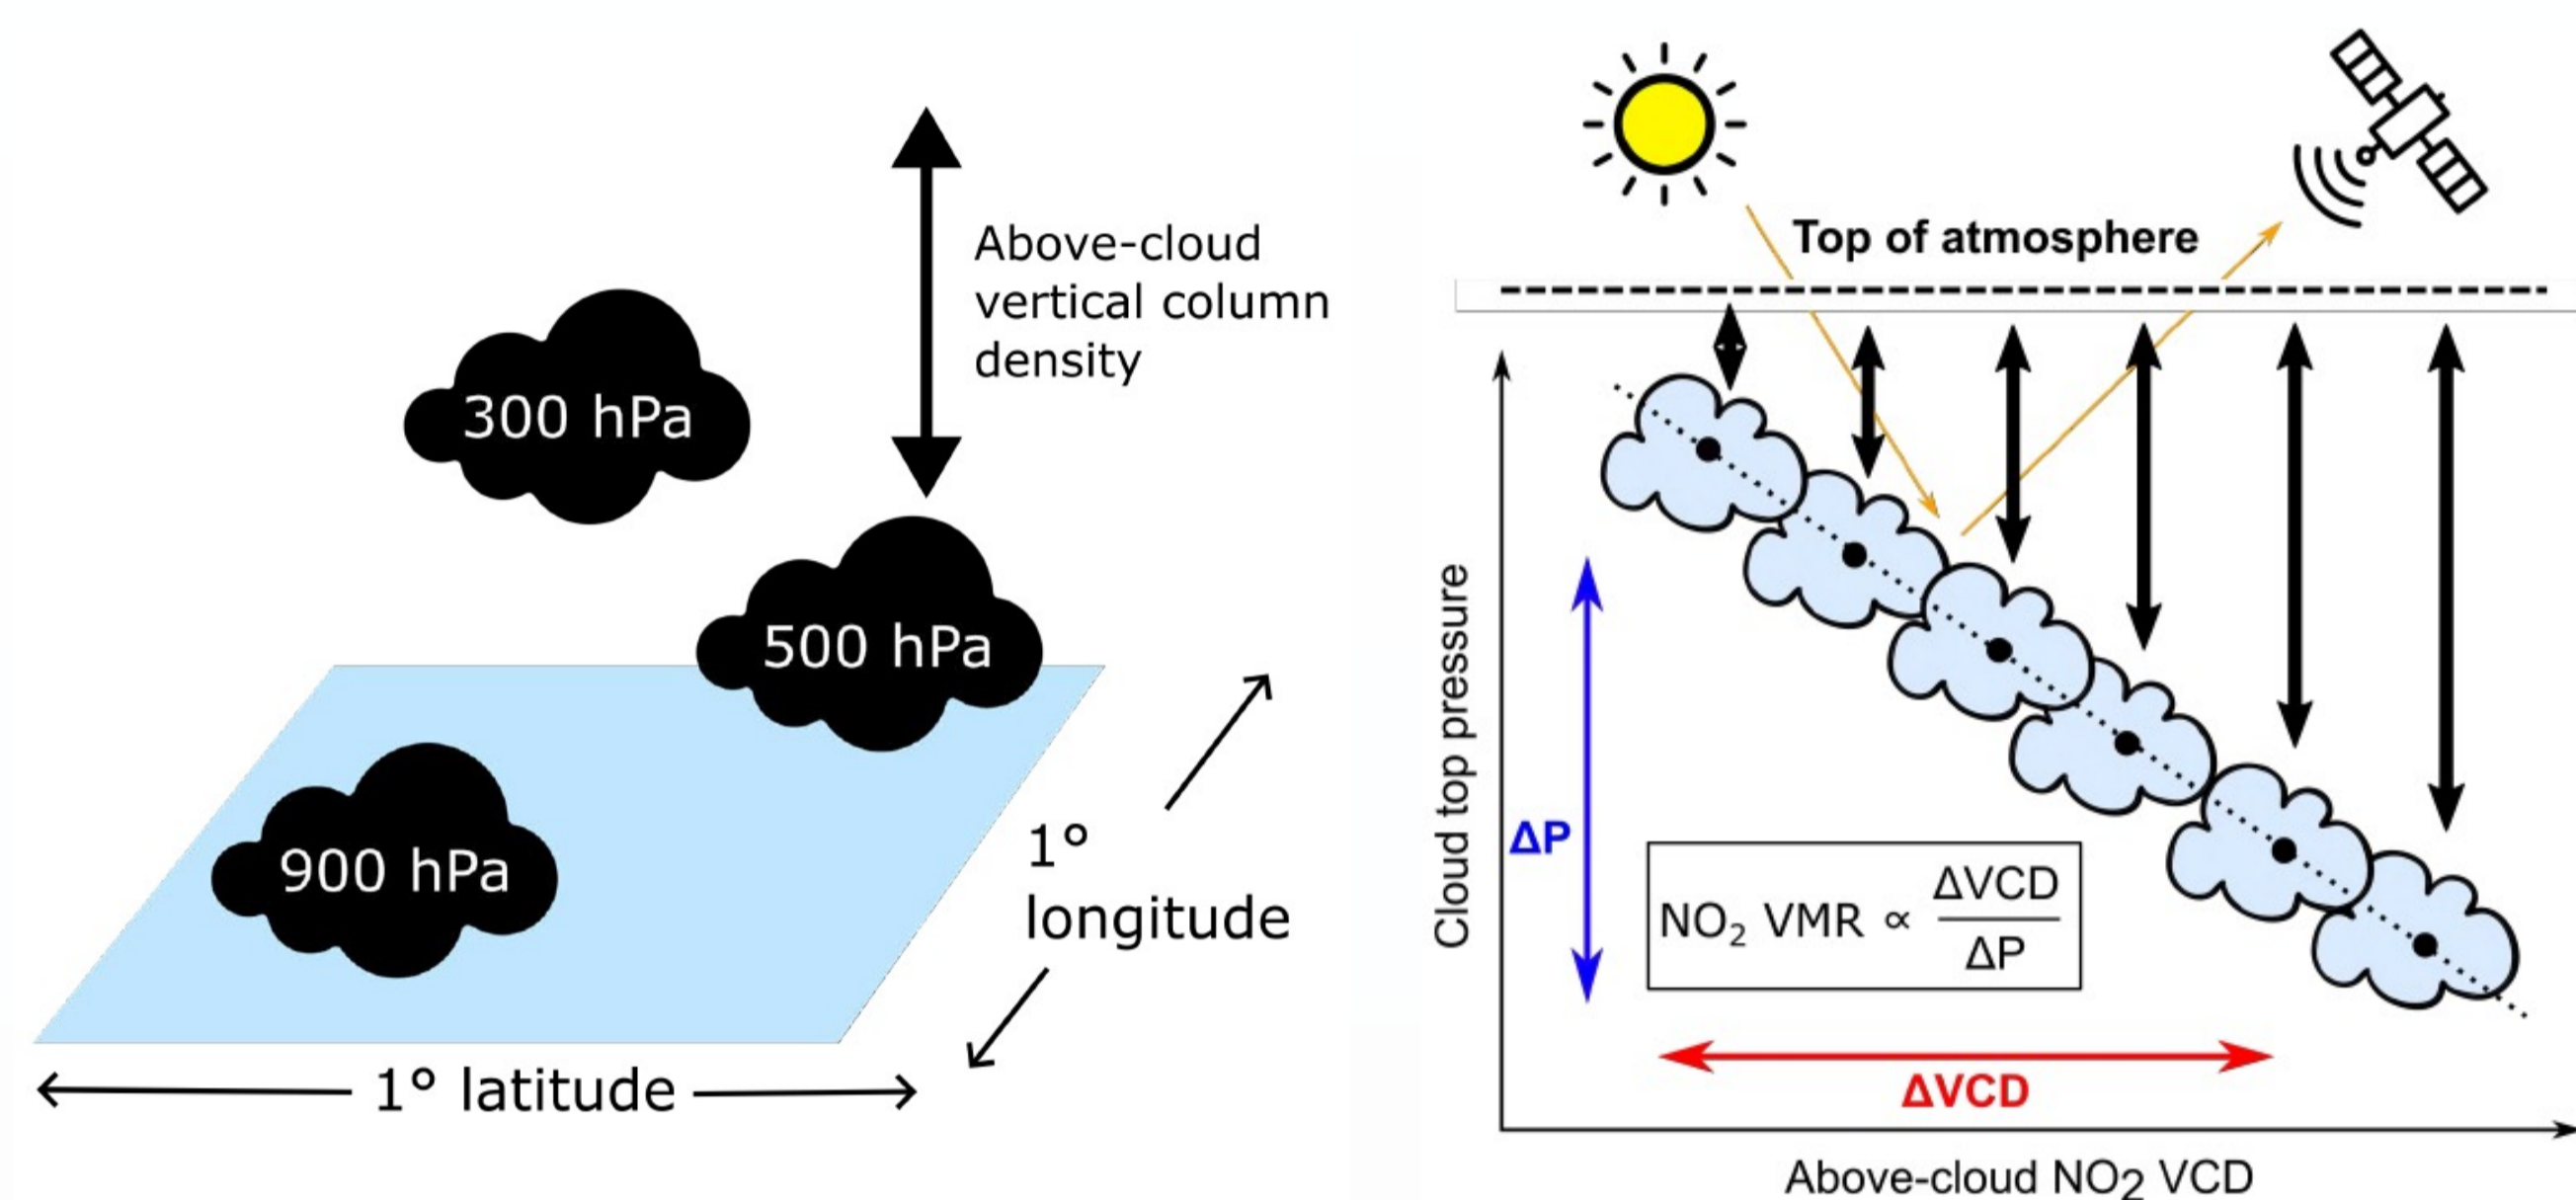 Above-cloud
vertical column
density
300 hPa
500 hPa
900 hPa
1°
longitude
1° latitude
Top of atmosphere
Cloud top pressure
ΔP
NO₂ VMR ∝ ΔVCD
ΔP
ΔVCD
Above-cloud NO2 VCD